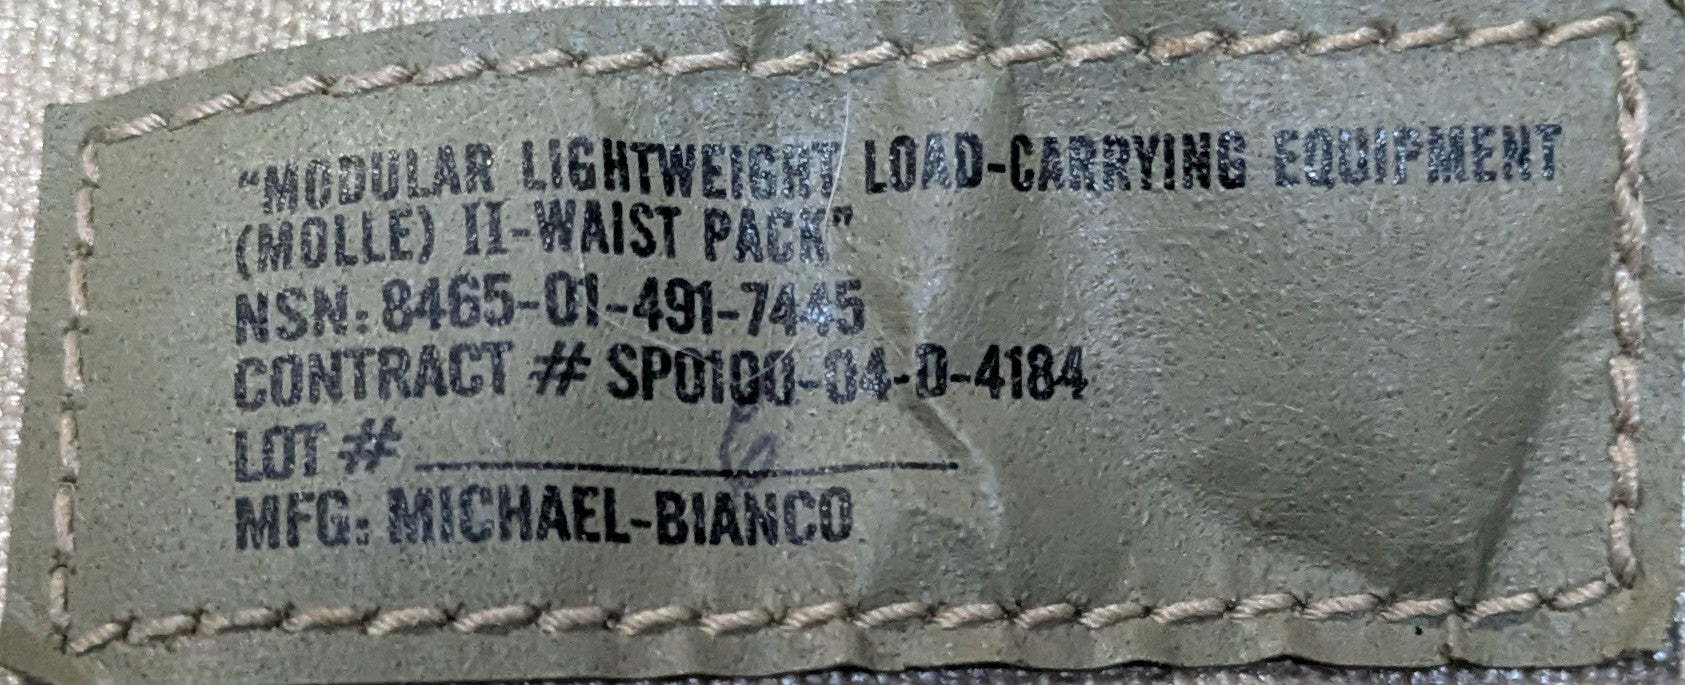 “MODULAR LIGHTWEIGHT LOAD-CARRYING EQUIPMENT
(MOLLE) II-WAIST PACK”
NSN: 8465-01-491-7445
CONTRACT # SP0100-04-D-4184
LOT #
MFG: MICHAEL-BIANCO